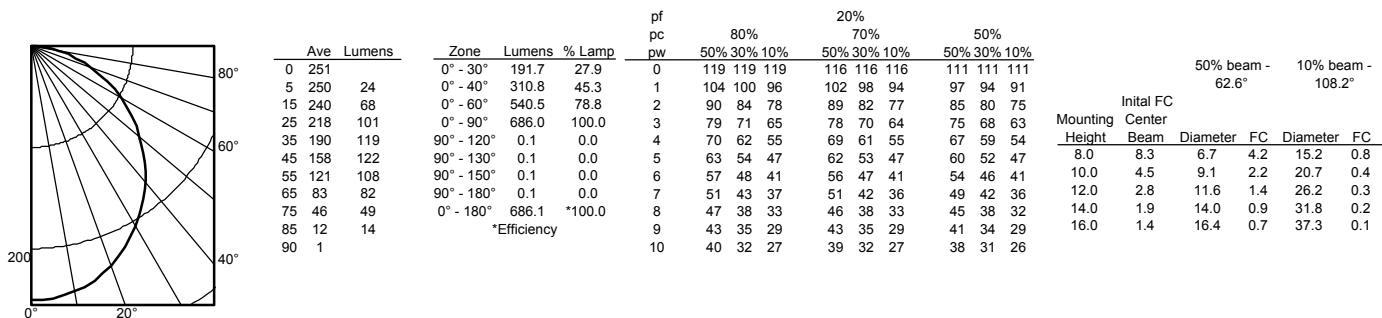 80°
60°
200
40°
0° 20°
Ave Lumens
0 251
5 250 24
15 240 68
25 218 101
35 190 119
45 158 122
55 121 108
65 83 82
75 46 49
85 12 14
90 1
Zone Lumens % Lamp
0° - 30° 191.7 27.9
0° - 40° 310.8 45.3
0° - 60° 540.5 78.8
0° - 90° 686.0 100.0
90° - 120° 0.1 0.0
90° - 130° 0.1 0.0
90° - 150° 0.1 0.0
90° - 180° 0.1 0.0
0° - 180° 686.1 *100.0
*Efficiency
pf 20%
pc 80% 70% 50%
pw 50% 30% 10% 50% 30% 10% 50% 30% 10%
0 119 119 119 116 116 116 111 111 111
1 104 100 96 102 98 94 97 94 91
2 90 84 78 89 82 77 85 80 75
3 79 71 65 78 70 64 75 68 63
4 70 62 55 69 61 55 67 59 54
5 63 54 47 62 53 47 60 52 47
6 57 48 41 56 47 41 54 46 41
7 51 43 37 51 42 36 49 42 36
8 47 38 33 46 38 33 45 38 32
9 43 35 29 43 35 29 41 34 29
10 40 32 27 39 32 27 38 31 26
50% beam - 10% beam -
62.6° 108.2°
Inital FC
Mounting Center
Height Beam Diameter FC Diameter FC
8.0 8.3 6.7 4.2 15.2 0.8
10.0 4.5 9.1 2.2 20.7 0.4
12.0 2.8 11.6 1.4 26.2 0.3
14.0 1.9 14.0 0.9 31.8 0.2
16.0 1.4 16.4 0.7 37.3 0.1